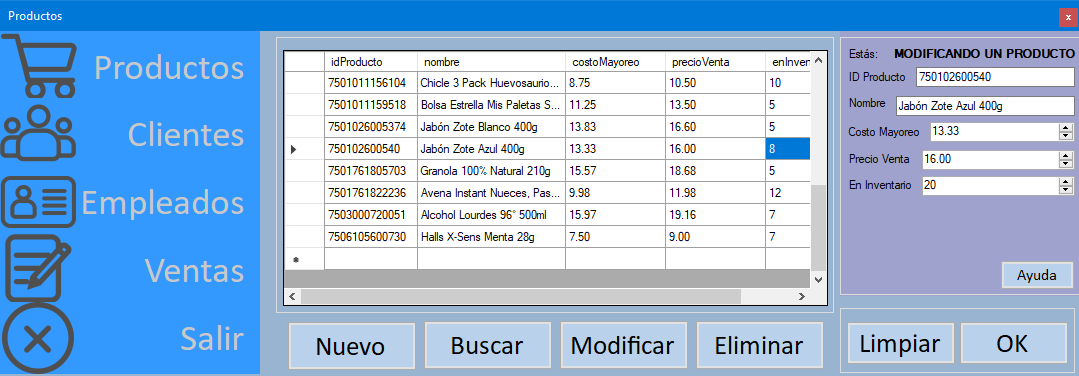 Productos
x
Productos
Clientes
Empleados
Ventas
Salir
idProducto nombre costoMayoreo precioVenta enInven
7501011156104 Chicle 3 Pack Huevosaurio... 8.75 10.50 10
7501011159518 Bolsa Estrella Mis Paletas S... 11.25 13.50 5
7501026005374 Jabón Zote Blanco 400g 13.83 16.60 5
750102600540 Jabón Zote Azul 400g 13.33 16.00 8
7501761805703 Granola 100% Natural 210g 15.57 18.68 5
7501761822236 Avena Instant Nueces, Pas... 9.98 11.98 12
7503000720051 Alcohol Lourdes 96° 500ml 15.97 19.16 7
7506105600730 Halls X-Sens Menta 28g 7.50 9.00 7
Nuevo
Buscar
Modificar
Eliminar
Estás: MODIFICANDO UN PRODUCTO
ID Producto 750102600540
Nombre Jabón Zote Azul 400g
Costo Mayoreo 13.33
Precio Venta 16.00
En Inventario 20
Ayuda
Limpiar
OK